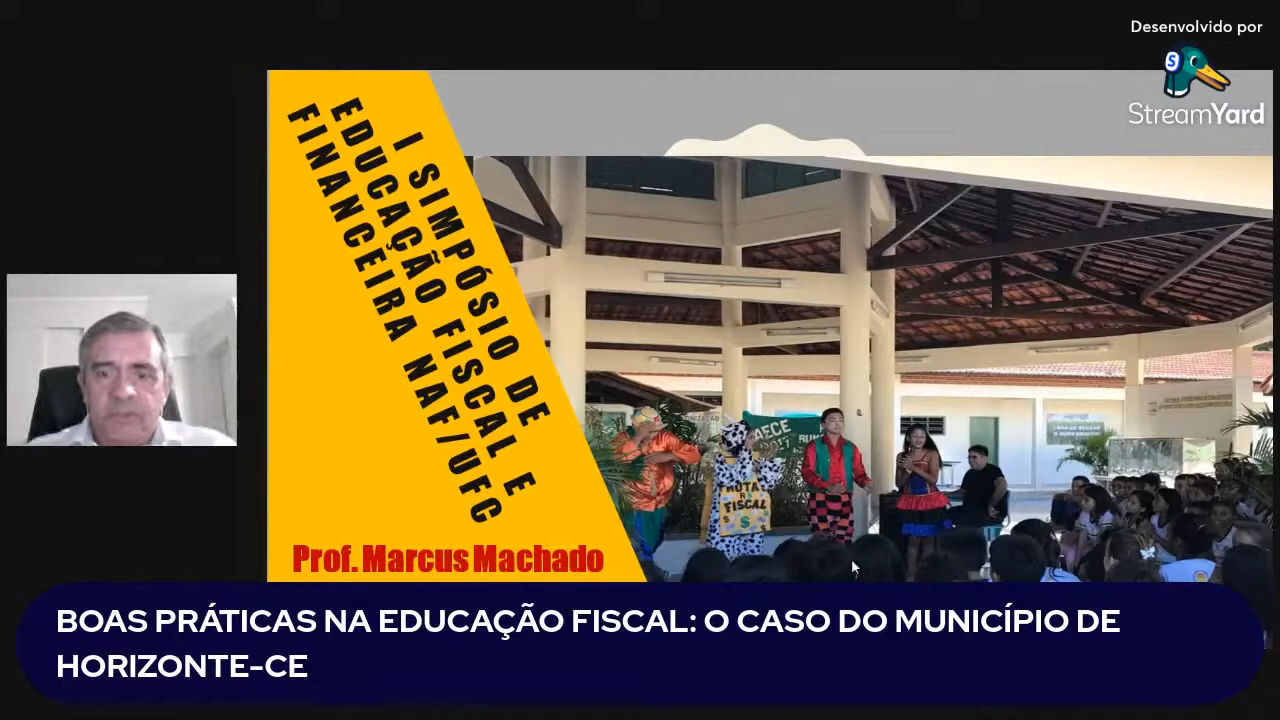 Desenvolvido por
StreamYard
I SIMPÓSIO DE
EDUCAÇÃO FISCAL E
FINANCEIRA NAF/UFC
NOTA
FISCAL
$
2017
Prof. Marcus Machado
BOAS PRÁTICAS NA EDUCAÇÃO FISCAL: O CASO DO MUNICÍPIO DE
HORIZONTE-CE